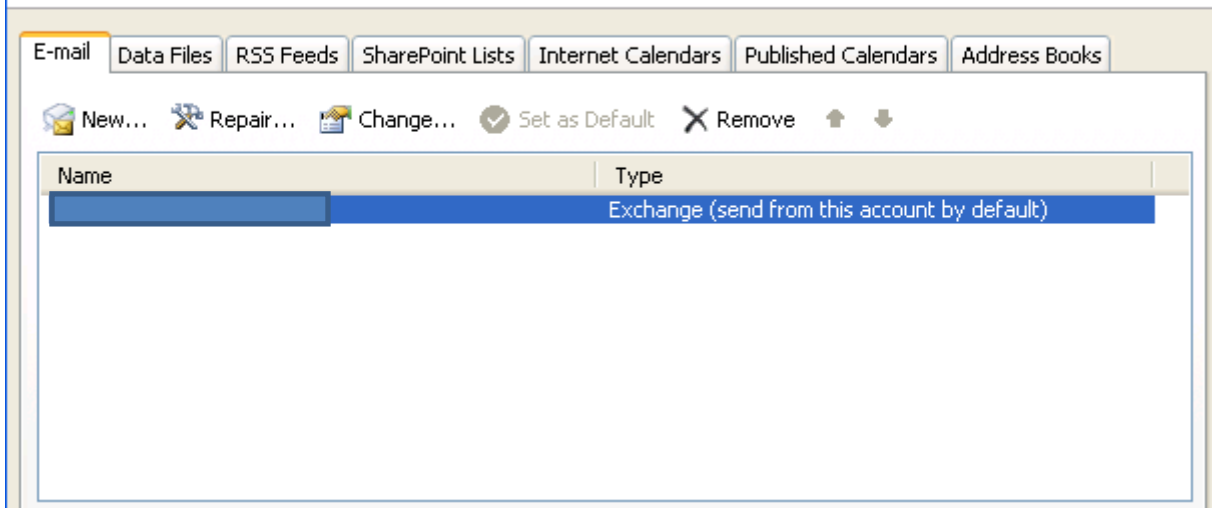 E-mail Data Files RSS Feeds SharePoint Lists Internet Calendars Published Calendars Address Books
New... Repair... Change... Set as Default Remove
Name Type
Exchange (send from this account by default)